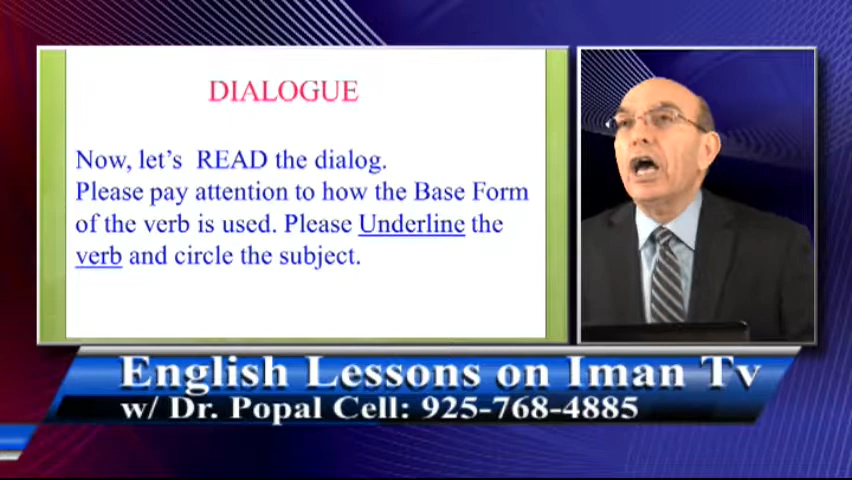 DIALOGUE
Now, let's READ the dialog.
Please pay attention to how the Base Form
of the verb is used. Please Underline the
verb and circle the subject.
English Lessons on Iman Tv
w/ Dr. Popal Cell: 925-768-4885